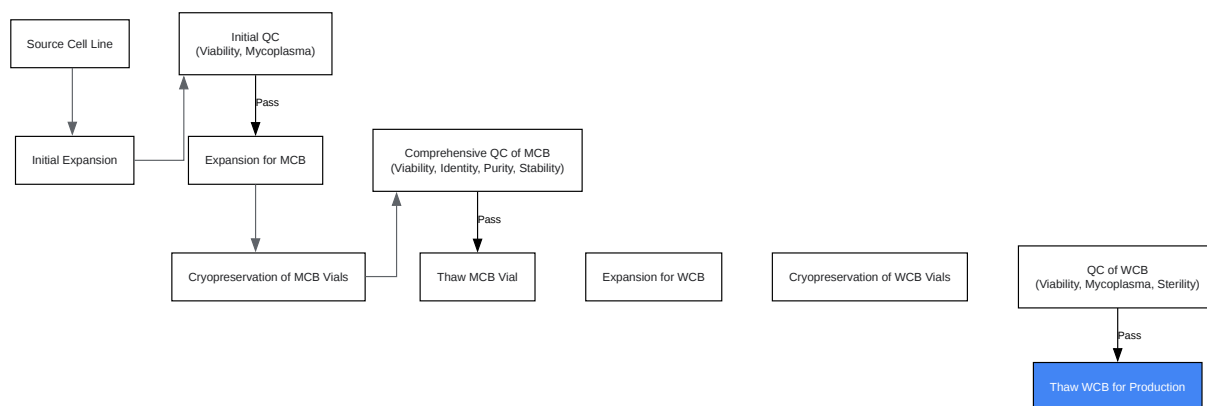 Source Cell Line
Initial QC
(Viability, Mycoplasma)
Pass
Initial Expansion
Expansion for MCB
Comprehensive QC of MCB
(Viability, Identity, Purity, Stability)
Pass
Cryopreservation of MCB Vials
Thaw MCB Vial
Expansion for WCB
Cryopreservation of WCB Vials
QC of WCB
(Viability, Mycoplasma, Sterility)
Pass
Thaw WCB for Production